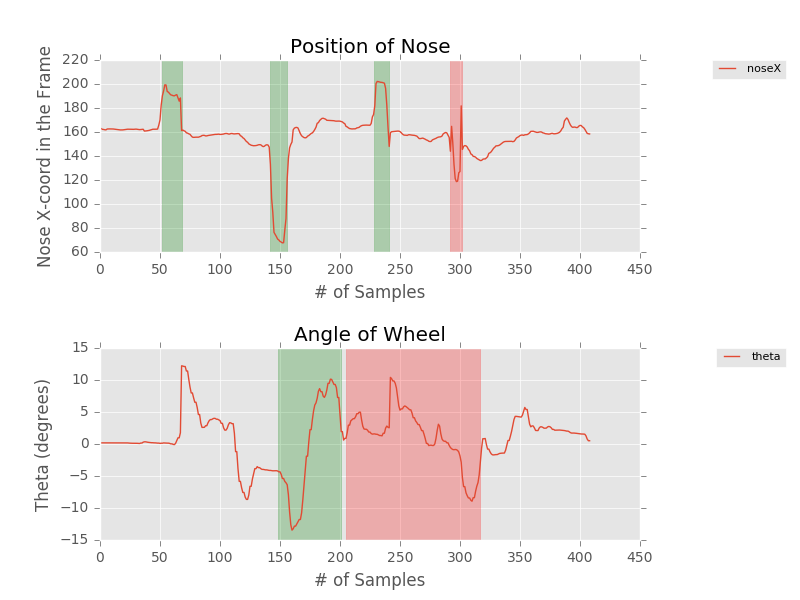 Position of Nose
220
200
180
160
140
120
100
80
60
Nose X-coord in the Frame
0 50 100 150 200 250 300 350 400 450
# of Samples
noseX
Angle of Wheel
15
10
5
0
−5
−10
−15
Theta (degrees)
0 50 100 150 200 250 300 350 400 450
# of Samples
theta